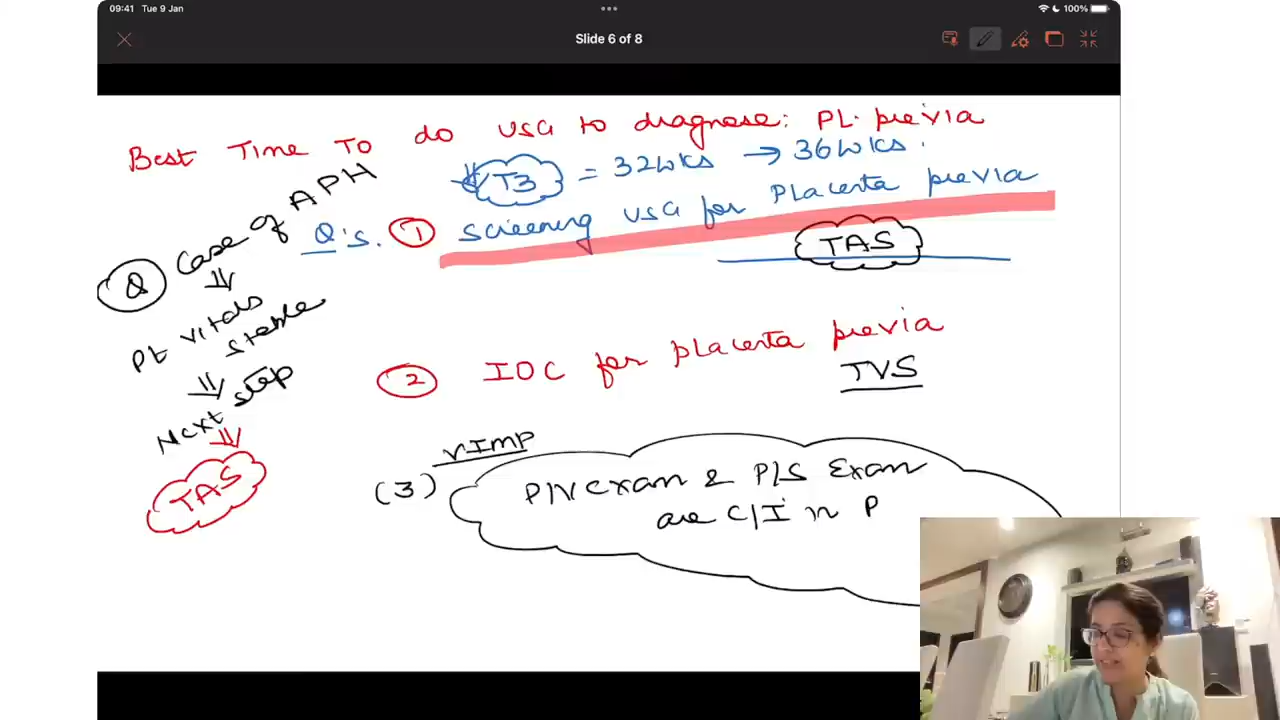 09:41 Tue 9 Jan
100%
Slide 6 of 8
Best Time To do USG to diagnose: PL. previa
T3 = 32wks → 36wks.
Q's. 1 Screening USG for Placenta previa
TAS
Q Case of APH
⇓
Pt vitals stable
⇓
Next step
⇓
TAS
2 IOC for placenta previa
TVS
VIMP
(3) P/V exam & P/S Exam
are C/I in P